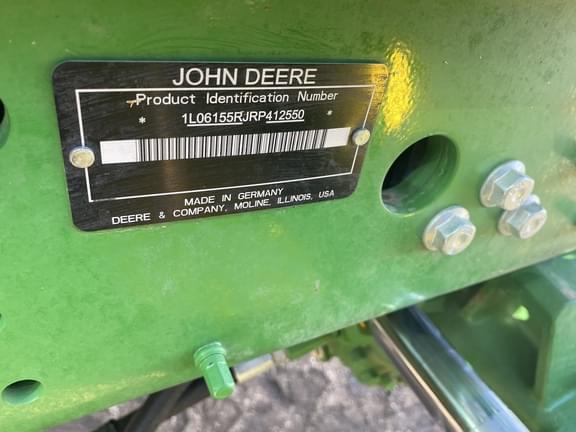 JOHN DEERE
Product Identification Number
* 1L06155RJRP412550 *
MADE IN GERMANY
DEERE & COMPANY, MOLINE, ILLINOIS, USA